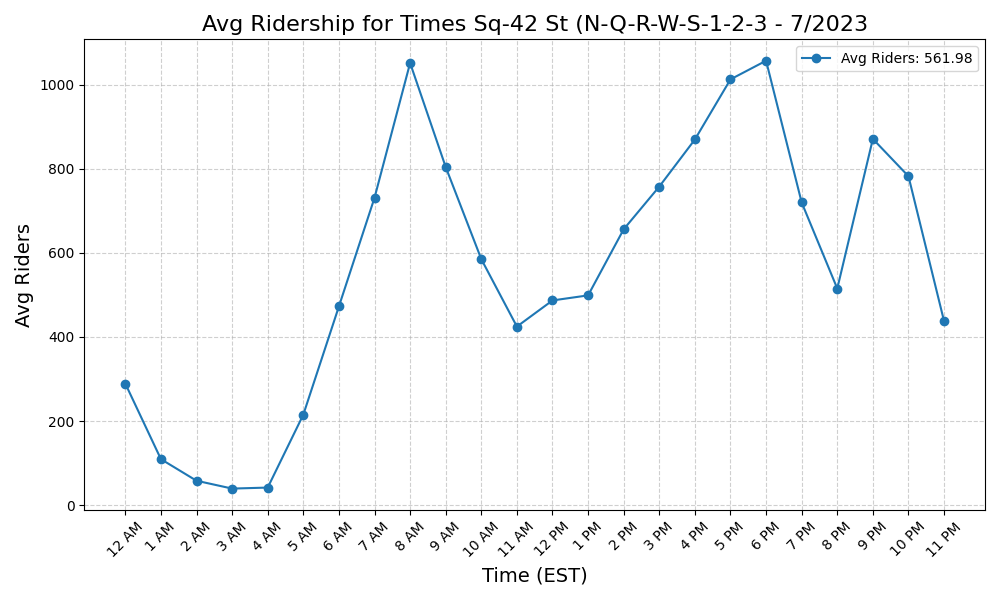 Avg Ridership for Times Sq-42 St (N-Q-R-W-S-1-2-3 - 7/2023
Avg Riders: 561.98
Avg Riders
1000
800
600
400
200
0
12 AM
1 AM
2 AM
3 AM
4 AM
5 AM
6 AM
7 AM
8 AM
9 AM
10 AM
11 AM
12 PM
1 PM
2 PM
3 PM
4 PM
5 PM
6 PM
7 PM
8 PM
9 PM
10 PM
11 PM
Time (EST)